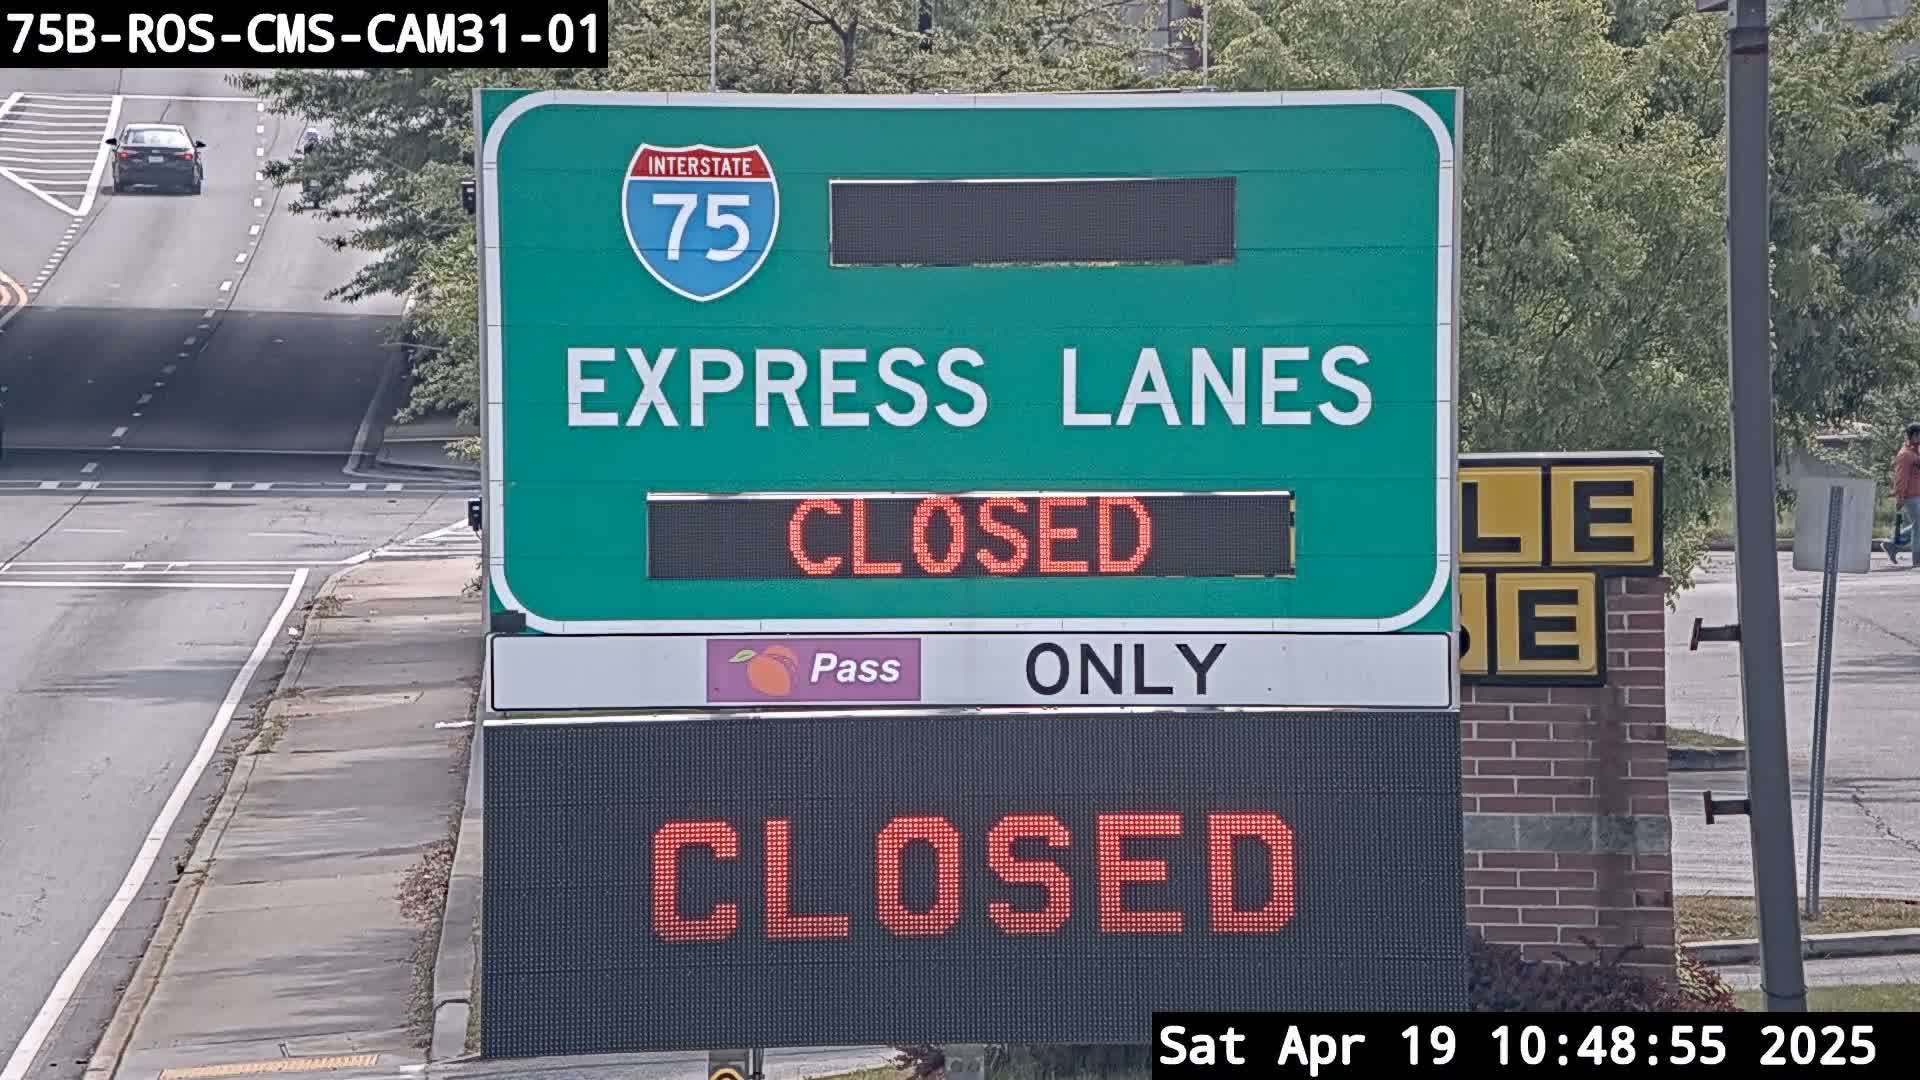 75B-ROS-CMS-CAM31-01
INTERSTATE
75
EXPRESS LANES
CLOSED
Pass ONLY
CLOSED
LE
E
Sat Apr 19 10:48:55 2025